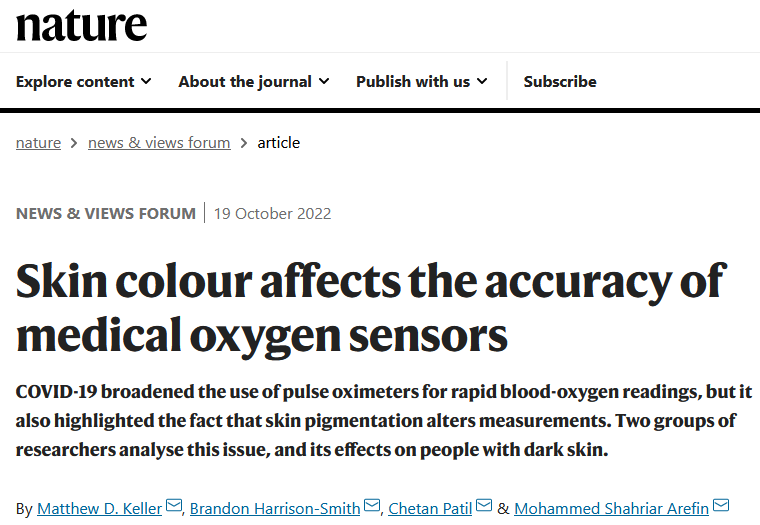 nature
Explore content About the journal Publish with us Subscribe
nature > news & views forum > article
NEWS & VIEWS FORUM | 19 October 2022
Skin colour affects the accuracy of
medical oxygen sensors
COVID-19 broadened the use of pulse oximeters for rapid blood-oxygen readings, but it
also highlighted the fact that skin pigmentation alters measurements. Two groups of
researchers analyse this issue, and its effects on people with dark skin.
By Matthew D. Keller, Brandon Harrison-Smith, Chetan Patil & Mohammed Shahriar Arefin